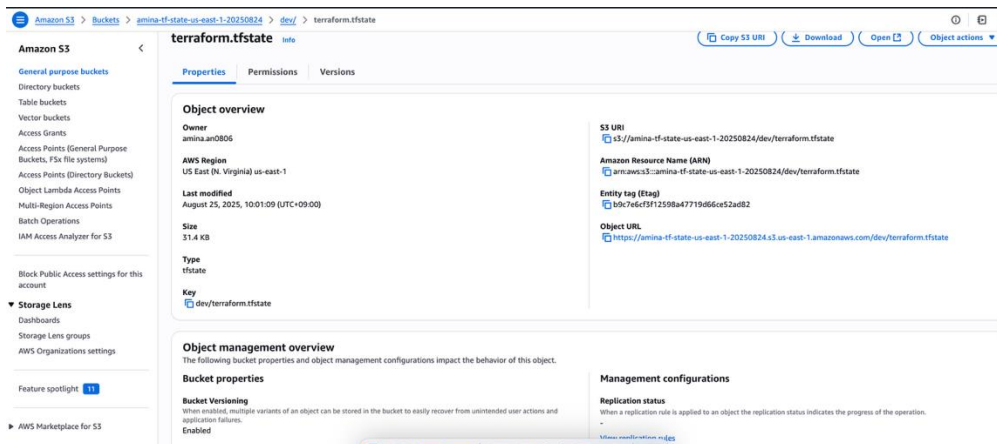 Amazon S3 > Buckets > amina-tf-state-us-east-1-20250824 > dev/ > terraform.tfstate
Amazon S3
General purpose buckets
Directory buckets
Table buckets
Vector buckets
Access Grants
Access Points (General Purpose
Buckets, FSx file systems)
Access Points (Directory Buckets)
Object Lambda Access Points
Multi-Region Access Points
Batch Operations
IAM Access Analyzer for S3
Block Public Access settings for this
account
Storage Lens
Dashboards
Storage Lens groups
AWS Organizations settings
Feature spotlight 11
AWS Marketplace for S3
terraform.tfstate Info
Copy S3 URI
Download
Open
Object actions
Properties
Permissions
Versions
Object overview
Owner
amina.an0806
AWS Region
US East (N. Virginia) us-east-1
Last modified
August 25, 2025, 10:01:09 (UTC+09:00)
Size
31.4 KB
Type
tfstate
Key
dev/terraform.tfstate
S3 URI
s3://amina-tf-state-us-east-1-20250824/dev/terraform.tfstate
Amazon Resource Name (ARN)
arn:aws:s3:::amina-tf-state-us-east-1-20250824/dev/terraform.tfstate
Entity tag (Etag)
b9c7e6cf3f12598a47719d66ce52ad82
Object URL
https://amina-tf-state-us-east-1-20250824.s3.us-east-1.amazonaws.com/dev/terraform.tfstate
Object management overview
The following bucket properties and object management configurations impact the behavior of this object.
Bucket properties
Bucket Versioning
When enabled, multiple variants of an object can be stored in the bucket to easily recover from unintended user actions and
application failures.
Enabled
Management configurations
Replication status
When a replication rule is applied to an object the replication status indicates the progress of the operation.
-
View replication rules